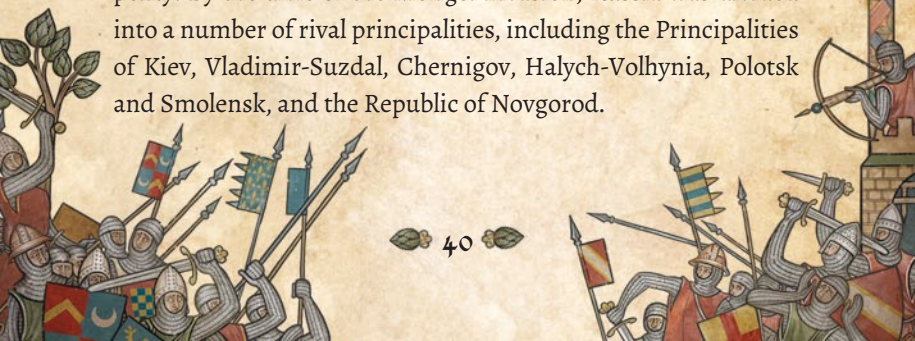 into a number of rival principalities, including the Principalities
of Kiev, Vladimir-Suzdal, Chernigov, Halych-Volhynia, Polotsk
and Smolensk, and the Republic of Novgorod.
40